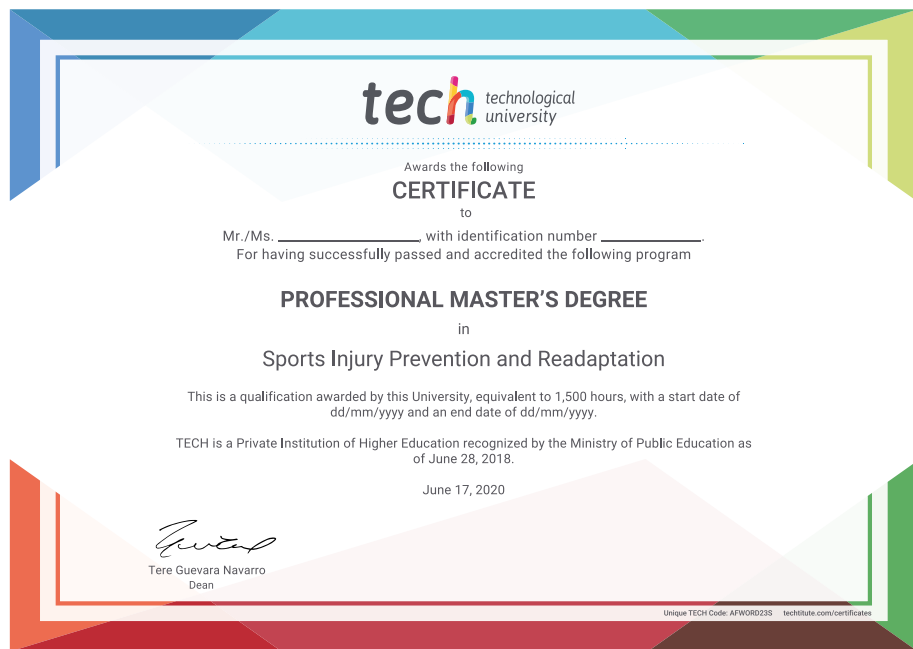 tech technological
university
Awards the following
CERTIFICATE
to
Mr./Ms. ____________, with identification number ____________.
For having successfully passed and accredited the following program
PROFESSIONAL MASTER'S DEGREE
in
Sports Injury Prevention and Readaptation
This is a qualification awarded by this University, equivalent to 1,500 hours, with a start date of
dd/mm/yyyy and an end date of dd/mm/yyyy.
TECH is a Private Institution of Higher Education recognized by the Ministry of Public Education as
of June 28, 2018.
June 17, 2020
Tere Guevara Navarro
Dean
Unique TECH Code: AFWORD23S techtitute.com/certificates